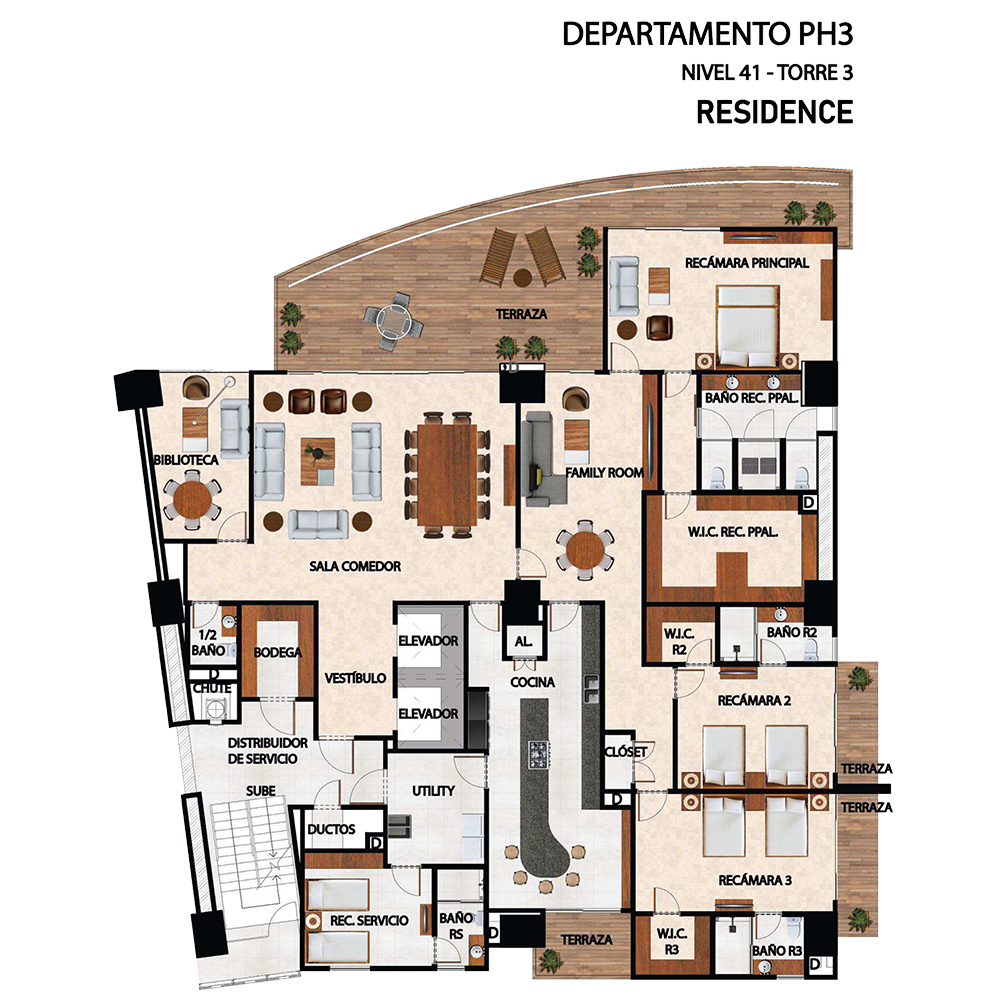 DEPARTAMENTO PH3
NIVEL 41 - TORRE 3
RESIDENCE
RECÁMARA PRINCIPAL
TERRAZA
D
BAÑO REC. PPAL.
BIBLIOTECA
FAMILY ROOM
D
W.I.C. REC. PPAL.
SALA COMEDOR
1/2
BAÑO
BODEGA
ELEVADOR
AL.
W.I.C.
R2
BAÑO R2
D
CHUTE
VESTÍBULO
COCINA
RECÁMARA 2
ELEVADOR
DISTRIBUIDOR
DE SERVICIO
CLÓSET
TERRAZA
SUBE
UTILITY
D
TERRAZA
DUCTOS
D
RECÁMARA 3
REC. SERVICIO
BAÑO
RS
D
TERRAZA
W.I.C.
R3
BAÑO R3
D